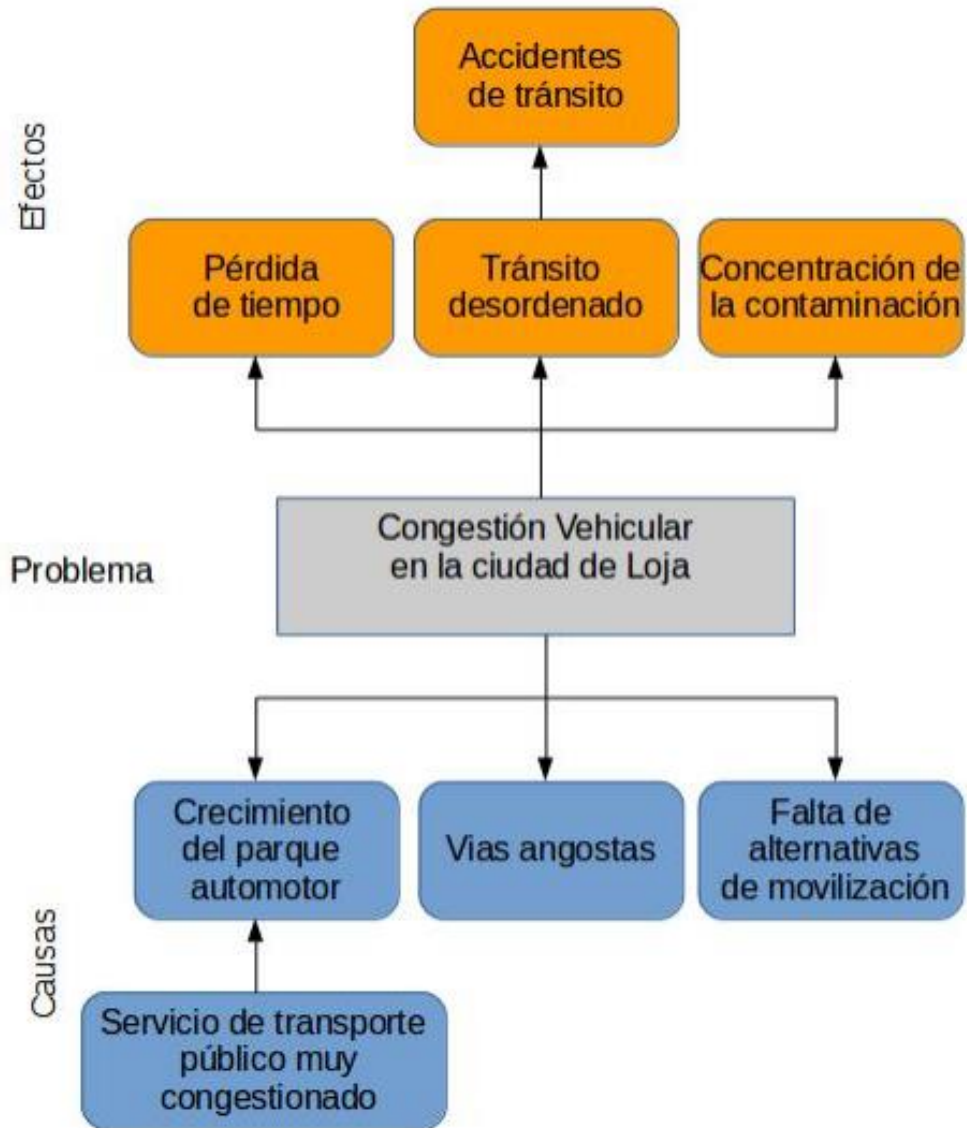 Efectos
Accidentes
de tránsito
Pérdida
de tiempo
Tránsito
desordenado
Concentración de
la contaminación
Problema
Congestión Vehicular
en la ciudad de Loja
Causas
Crecimiento
del parque
automotor
Vias angostas
Falta de
alternativas
de movilización
Servicio de transporte
público muy
congestionado